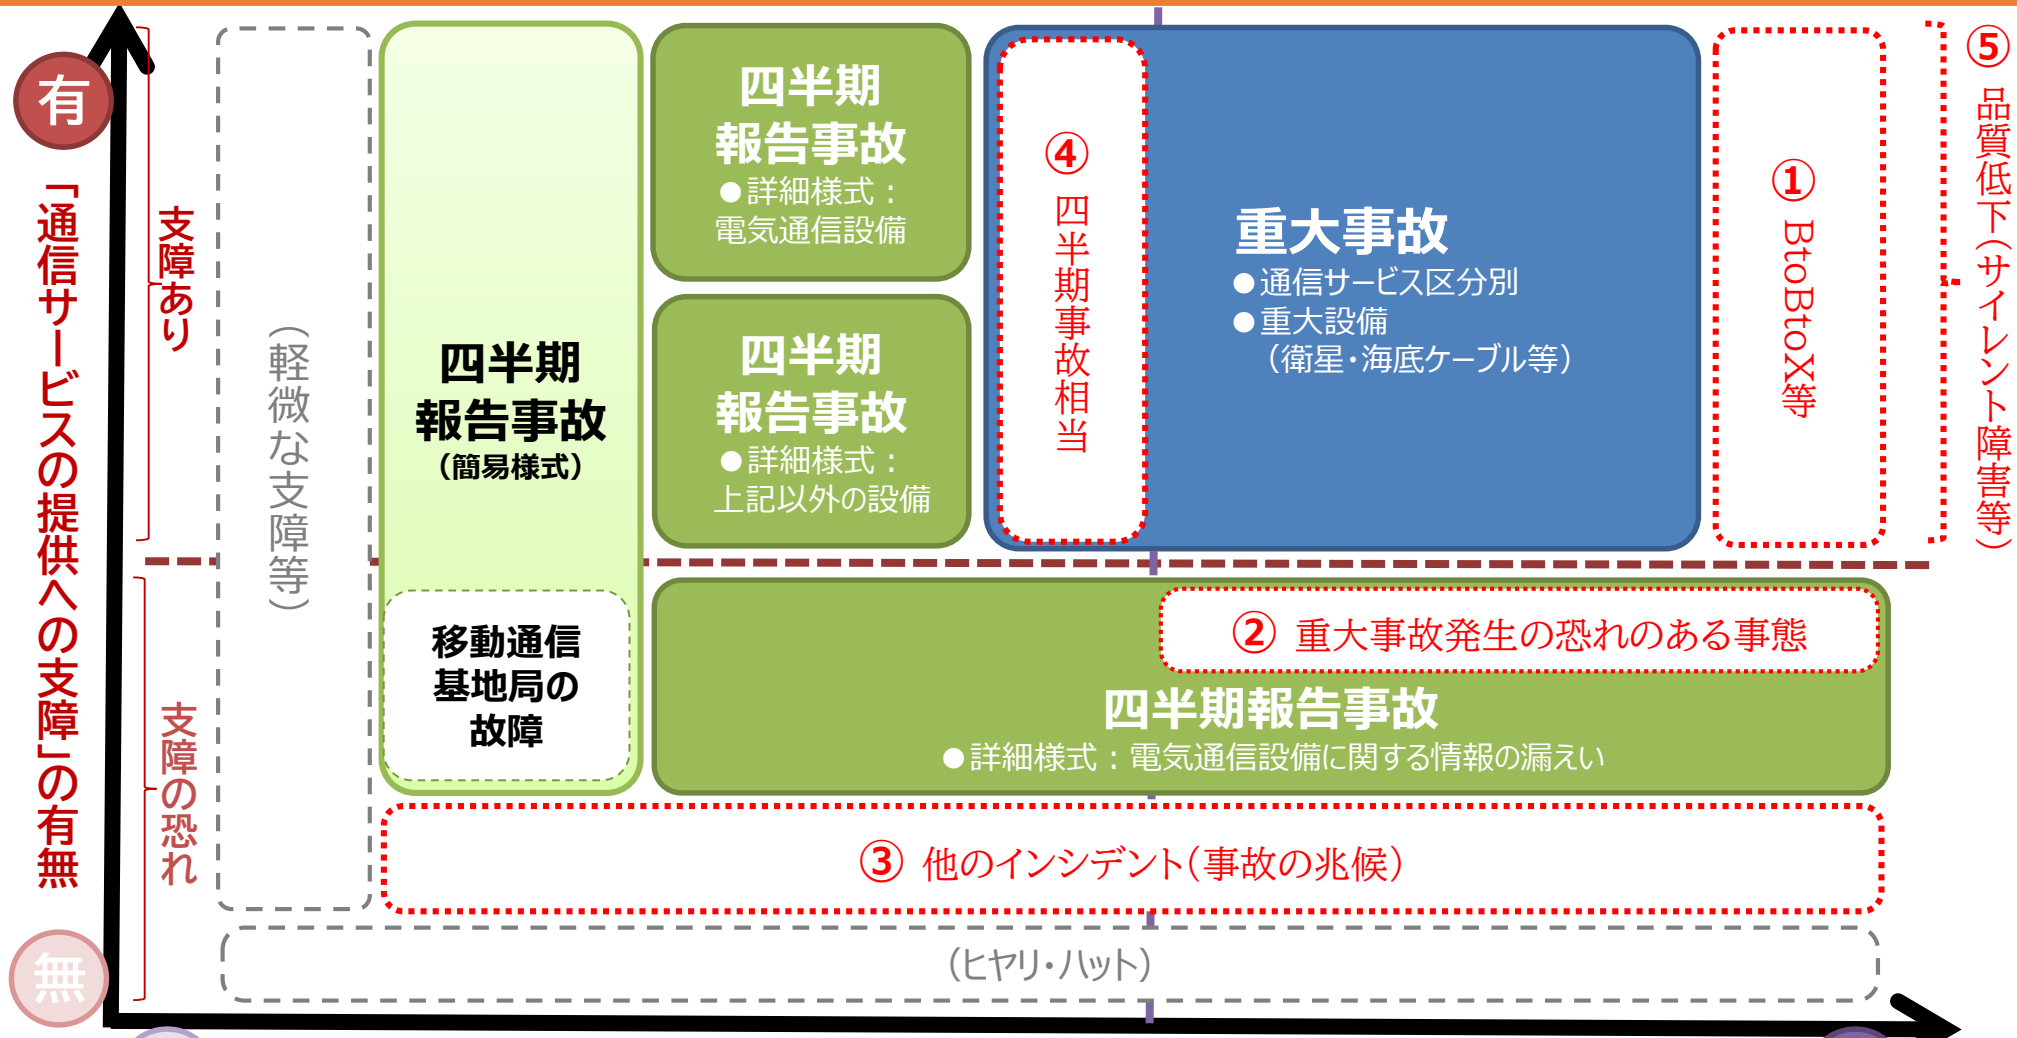 有
「通信サービスの提供への支障」の有無
無
支障あり
支障の恐れ
（軽微な支障等）
四半期
報告事故
（簡易様式）
移動通信
基地局の
故障
四半期
報告事故
●詳細様式：
電気通信設備
四半期
報告事故
●詳細様式：
上記以外の設備
④ 四半期事故相当
重大事故
●通信サービス区分別
●重大設備
（衛星・海底ケーブル等）
① BtoBtoX等
⑤ 品質低下（サイレント障害等）
② 重大事故発生の恐れのある事態
四半期報告事故
●詳細様式：電気通信設備に関する情報の漏えい
③ 他のインシデント（事故の兆候）
（ヒヤリ・ハット）